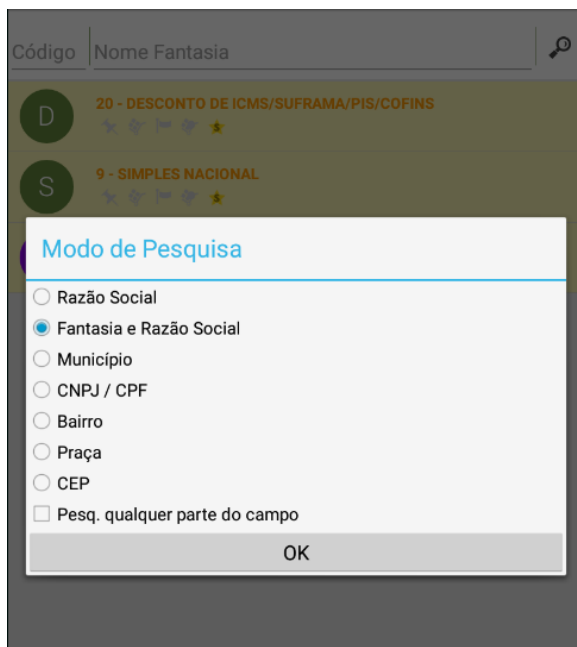 Código Nome Fantasia
D
20 - DESCONTO DE ICMS/SUFRAMA/PIS/COFINS
S
S
9 - SIMPLES NACIONAL
S
Modo de Pesquisa
Razão Social
Fantasia e Razão Social
Município
CNPJ / CPF
Bairro
Praça
CEP
Pesq. qualquer parte do campo
OK